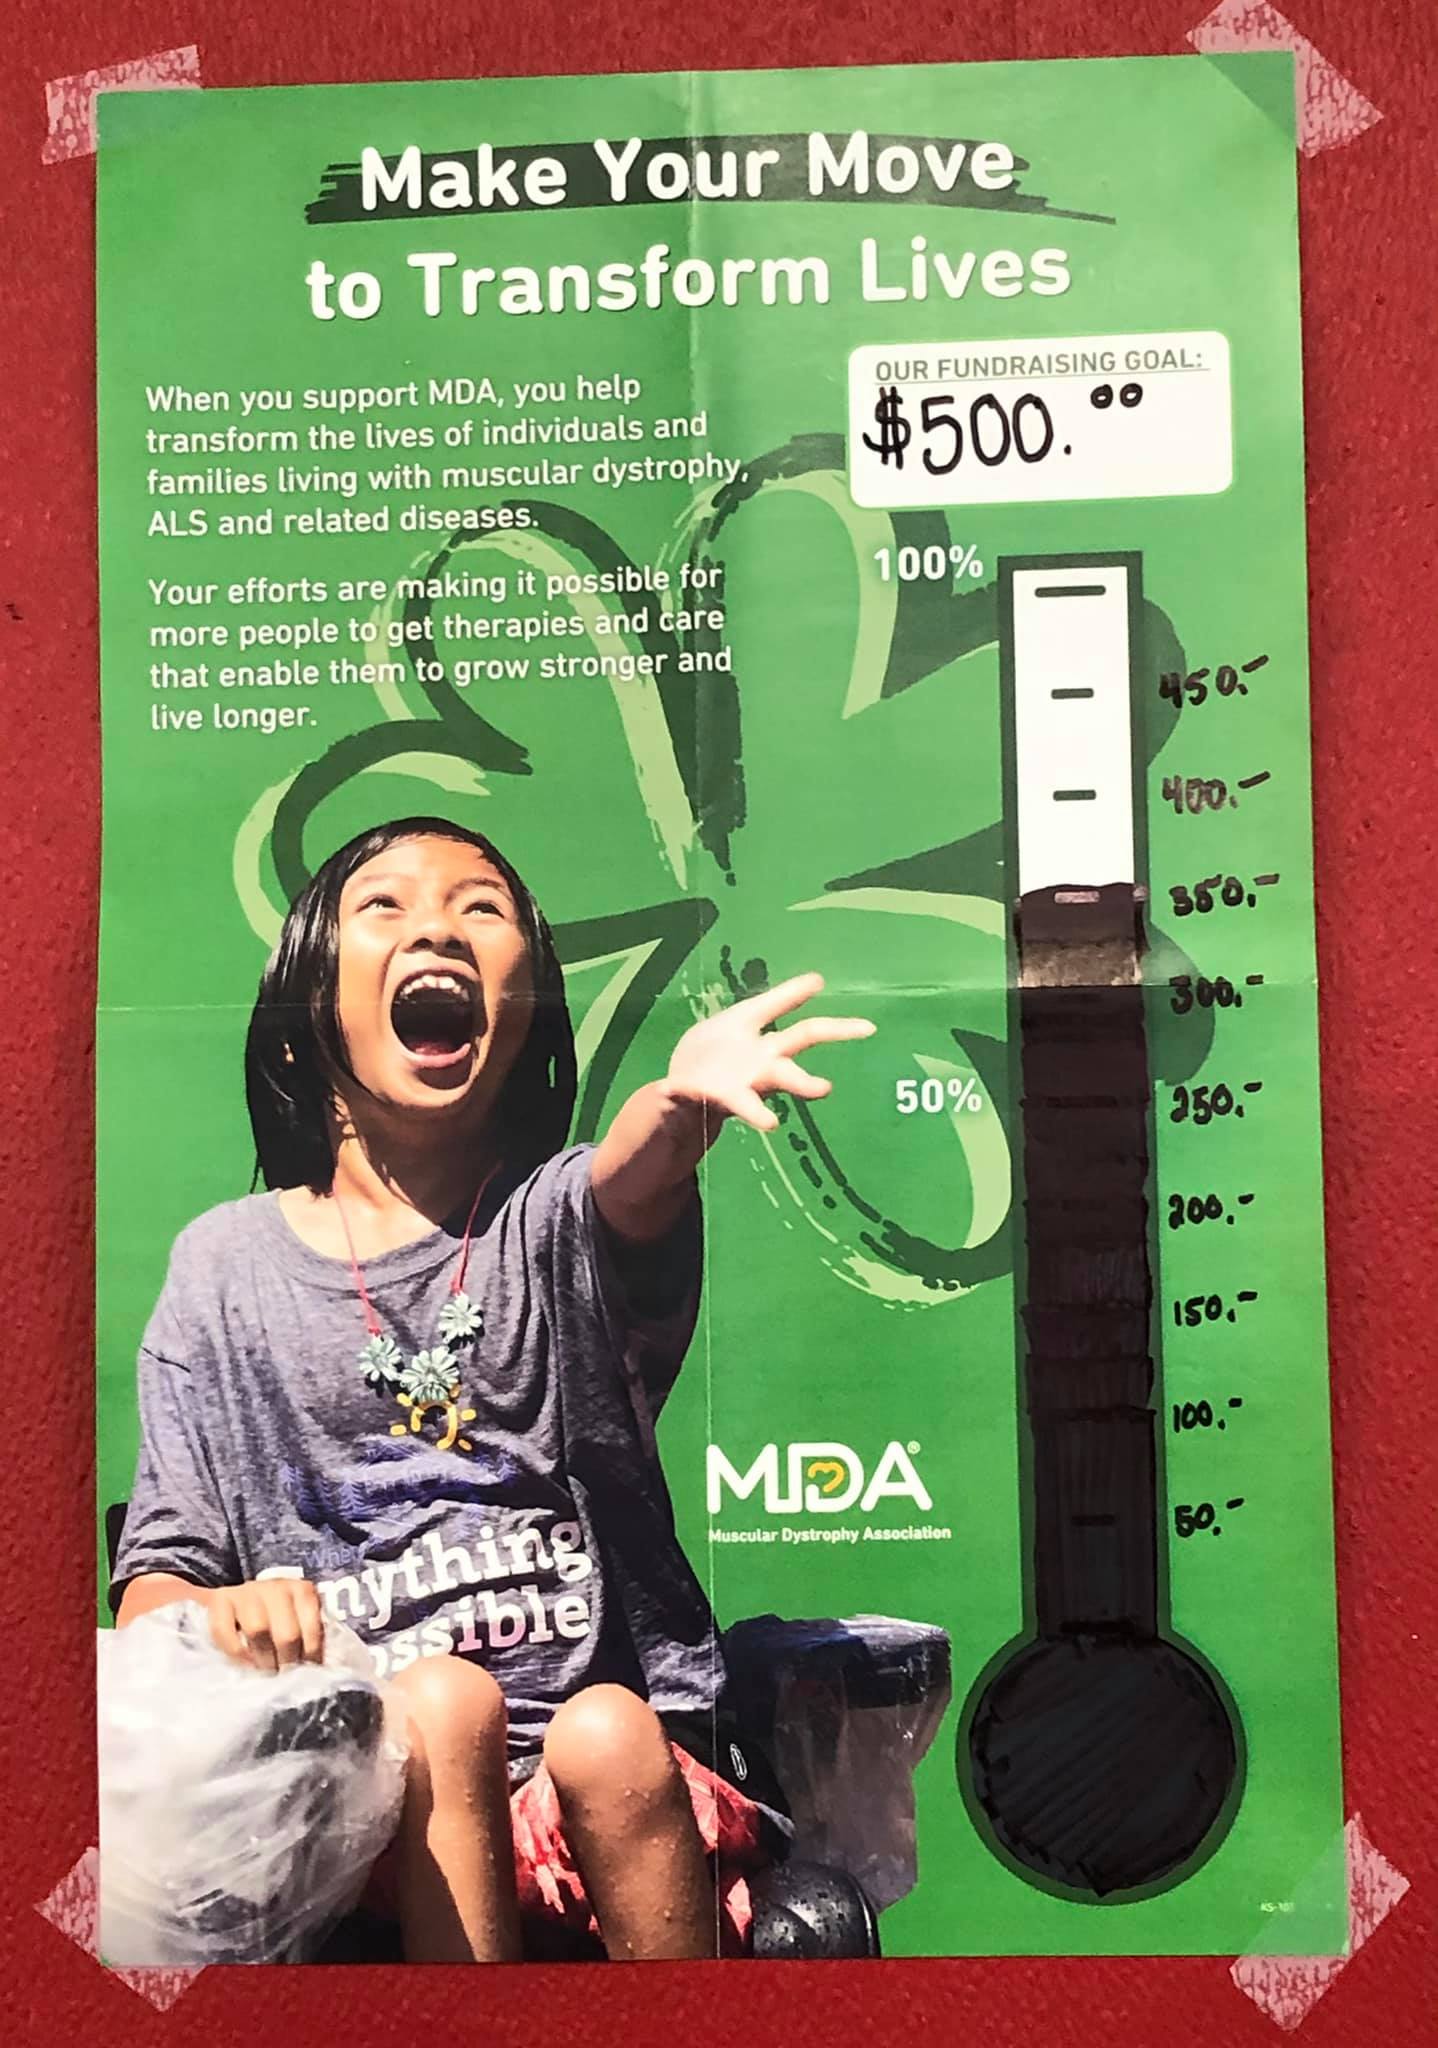 Make Your Move
to Transform Lives
When you support MDA, you help
transform the lives of individuals and
families living with muscular dystrophy,
ALS and related diseases.
Your efforts are making it possible for
more people to get therapies and care
that enable them to grow stronger and
live longer.
OUR FUNDRAISING GOAL:
$500.00
100%
450.-
400.-
350.-
300.-
50%
250.-
200.-
150.-
100.-
50.-
MDA®
Muscular Dystrophy Association
nything
ossible